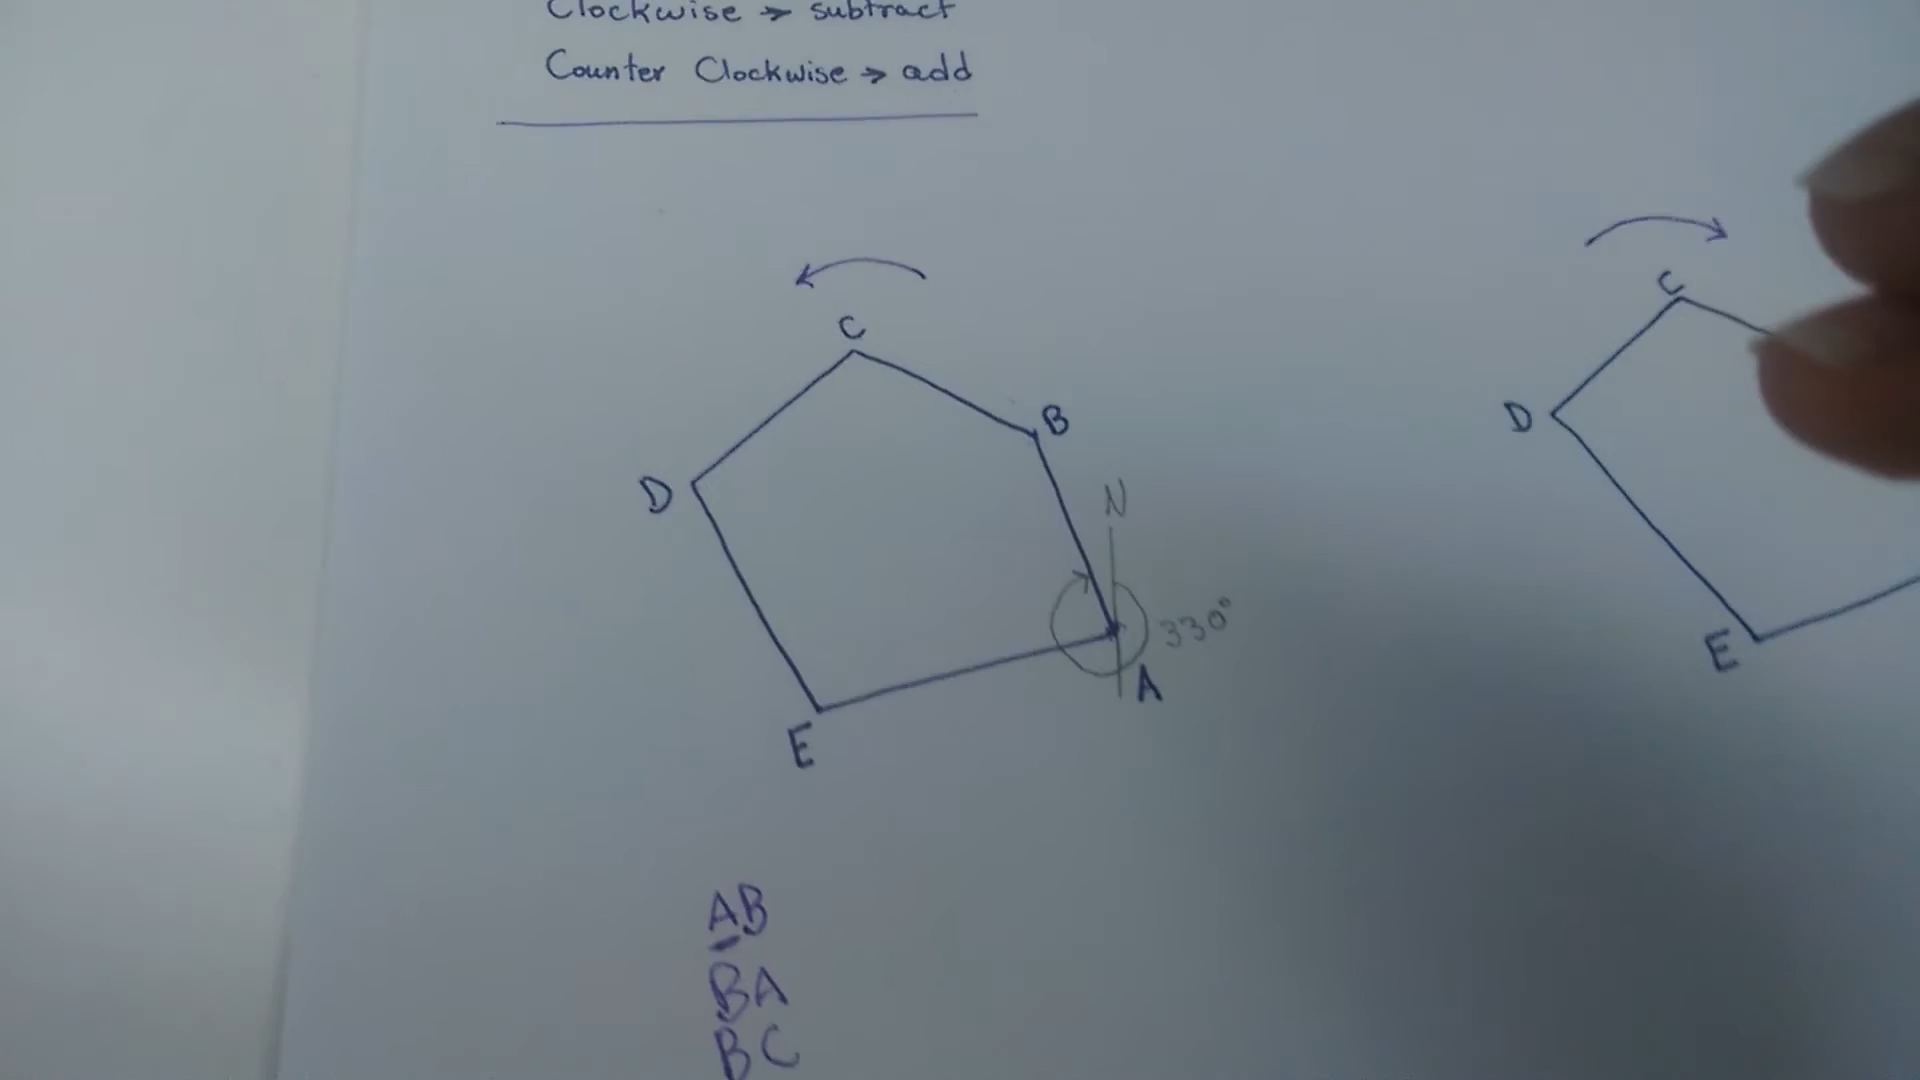 Clockwise → subtract
Counter Clockwise → add
C
B
D
N
330°
A
E
C
D
E
AB
BA
BC